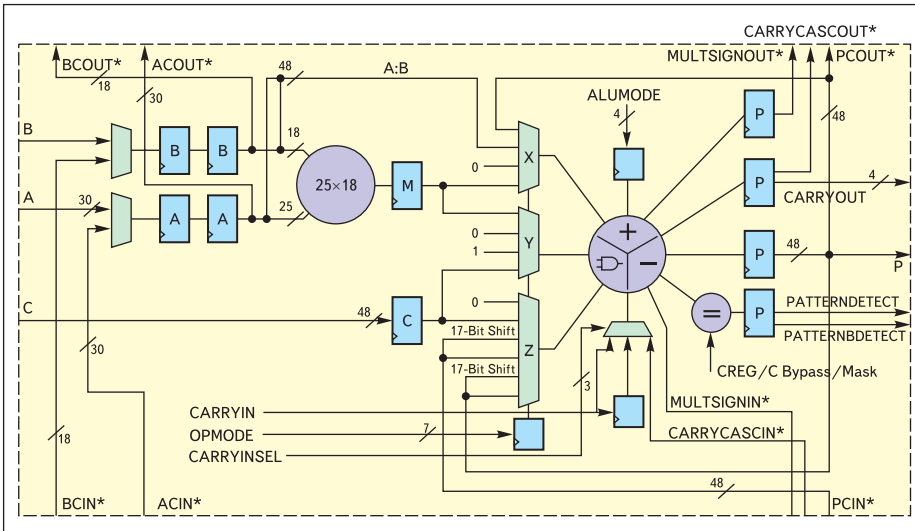 CARRYCASCOUT*
MULTSIGNOUT* PCOUT*
BCOUT* ACOUT*
18
30
48
A:B
ALUMODE
4
48
B
B B
18
25×18
M
0
X
P
P
4
CARRYOUT
A
30
A A
25
0
1
Y
+
−
P
48
P
C
48
C
0
17-Bit Shift
17-Bit Shift
Z
=
P
PATTERNDETECT
PATTERNBDETECT
CREG/C Bypass/Mask
30
3
18
CARRYIN
OPMODE
7
CARRYINSEL
MULTSIGNIN*
CARRYCASCIN*
48
BCIN* ACIN* PCIN*